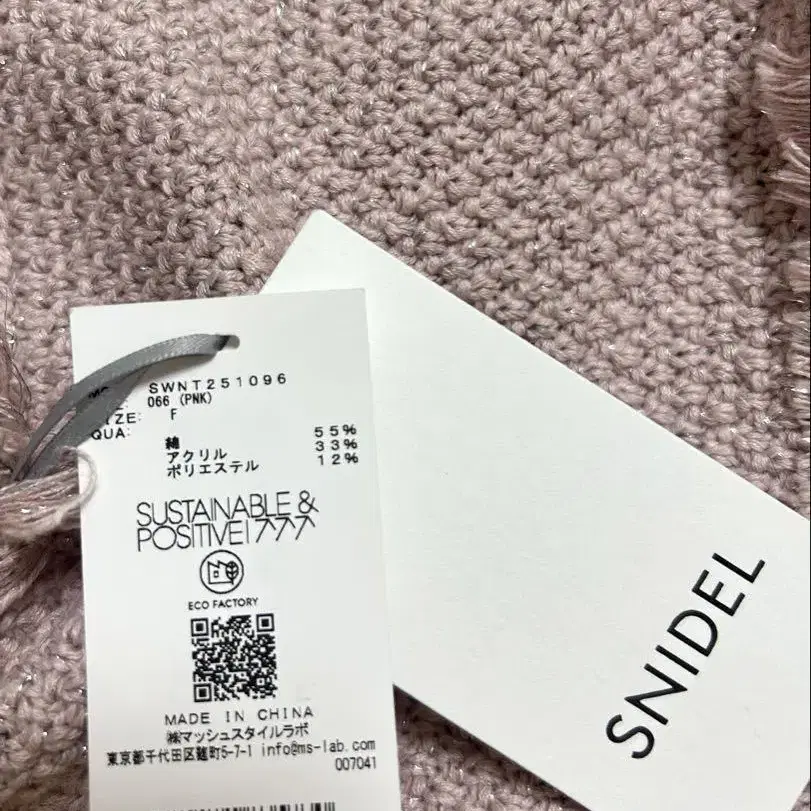 SWNT251096
066 (PNK)
IZE: F
QUA:
綿 55%
アクリル 33%
ポリエステル 12%
SUSTAINABLE &
POSITIVE!
ECO FACTORY
MADE IN CHINA
㈱マッシュスタイルラボ
東京都千代田区麹町5-7-1 info@ms-lab.com
007041
SNIDEL